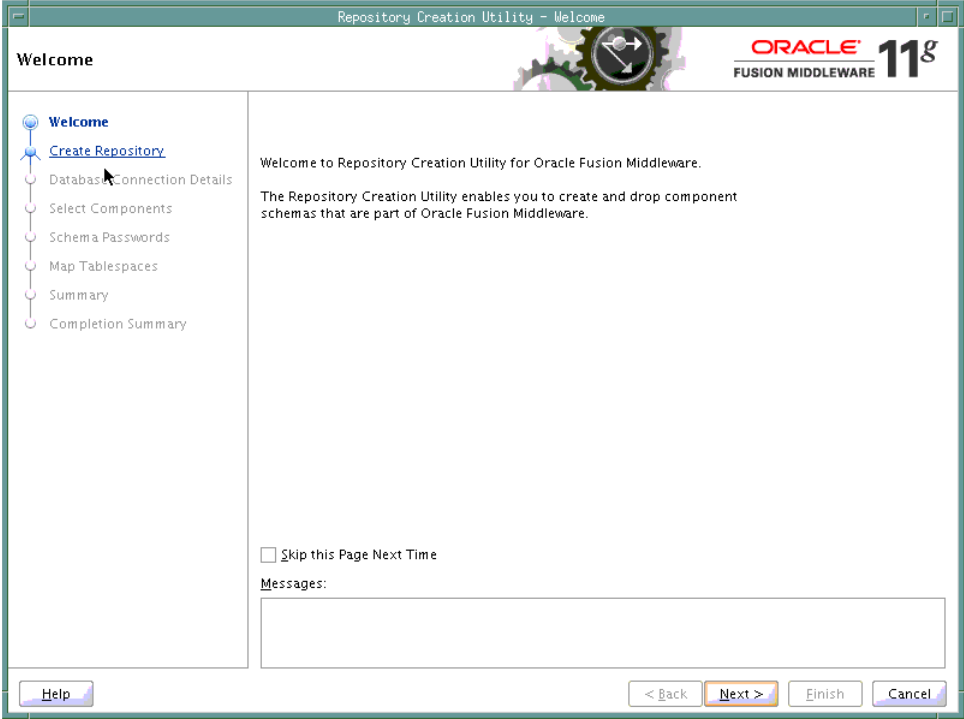 Repository Creation Utility - Welcome
Welcome
ORACLE
FUSION MIDDLEWARE 11g
Welcome
Create Repository
Database Connection Details
Select Components
Schema Passwords
Map Tablespaces
Summary
Completion Summary
Welcome to Repository Creation Utility for Oracle Fusion Middleware.
The Repository Creation Utility enables you to create and drop component
schemas that are part of Oracle Fusion Middleware.
Skip this Page Next Time
Messages:
Help
< Back
Next >
Finish
Cancel